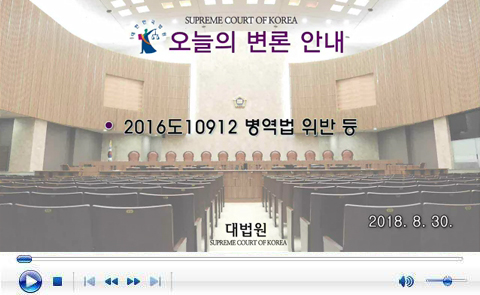 SUPREME COURT OF KOREA
오늘의 변론 안내
• 2016도10912 병역법 위반 등
2018. 8. 30.
대법원
SUPREME COURT OF KOREA